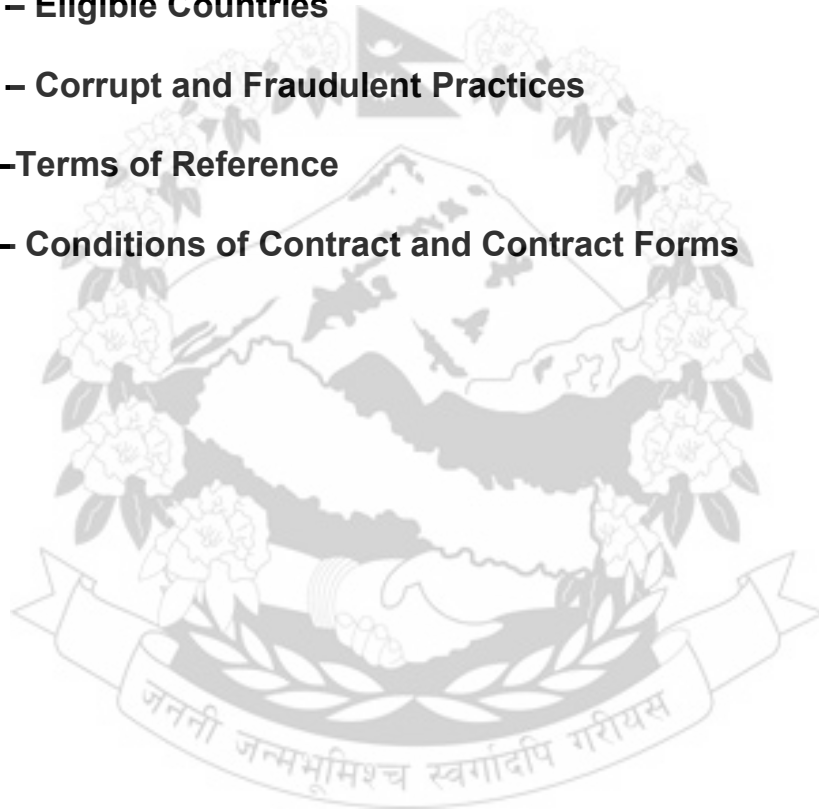 – Eligible Countries
– Corrupt and Fraudulent Practices
–Terms of Reference
– Conditions of Contract and Contract Forms
जननी जन्मभूमिश्च स्वर्गादपि गरीयस